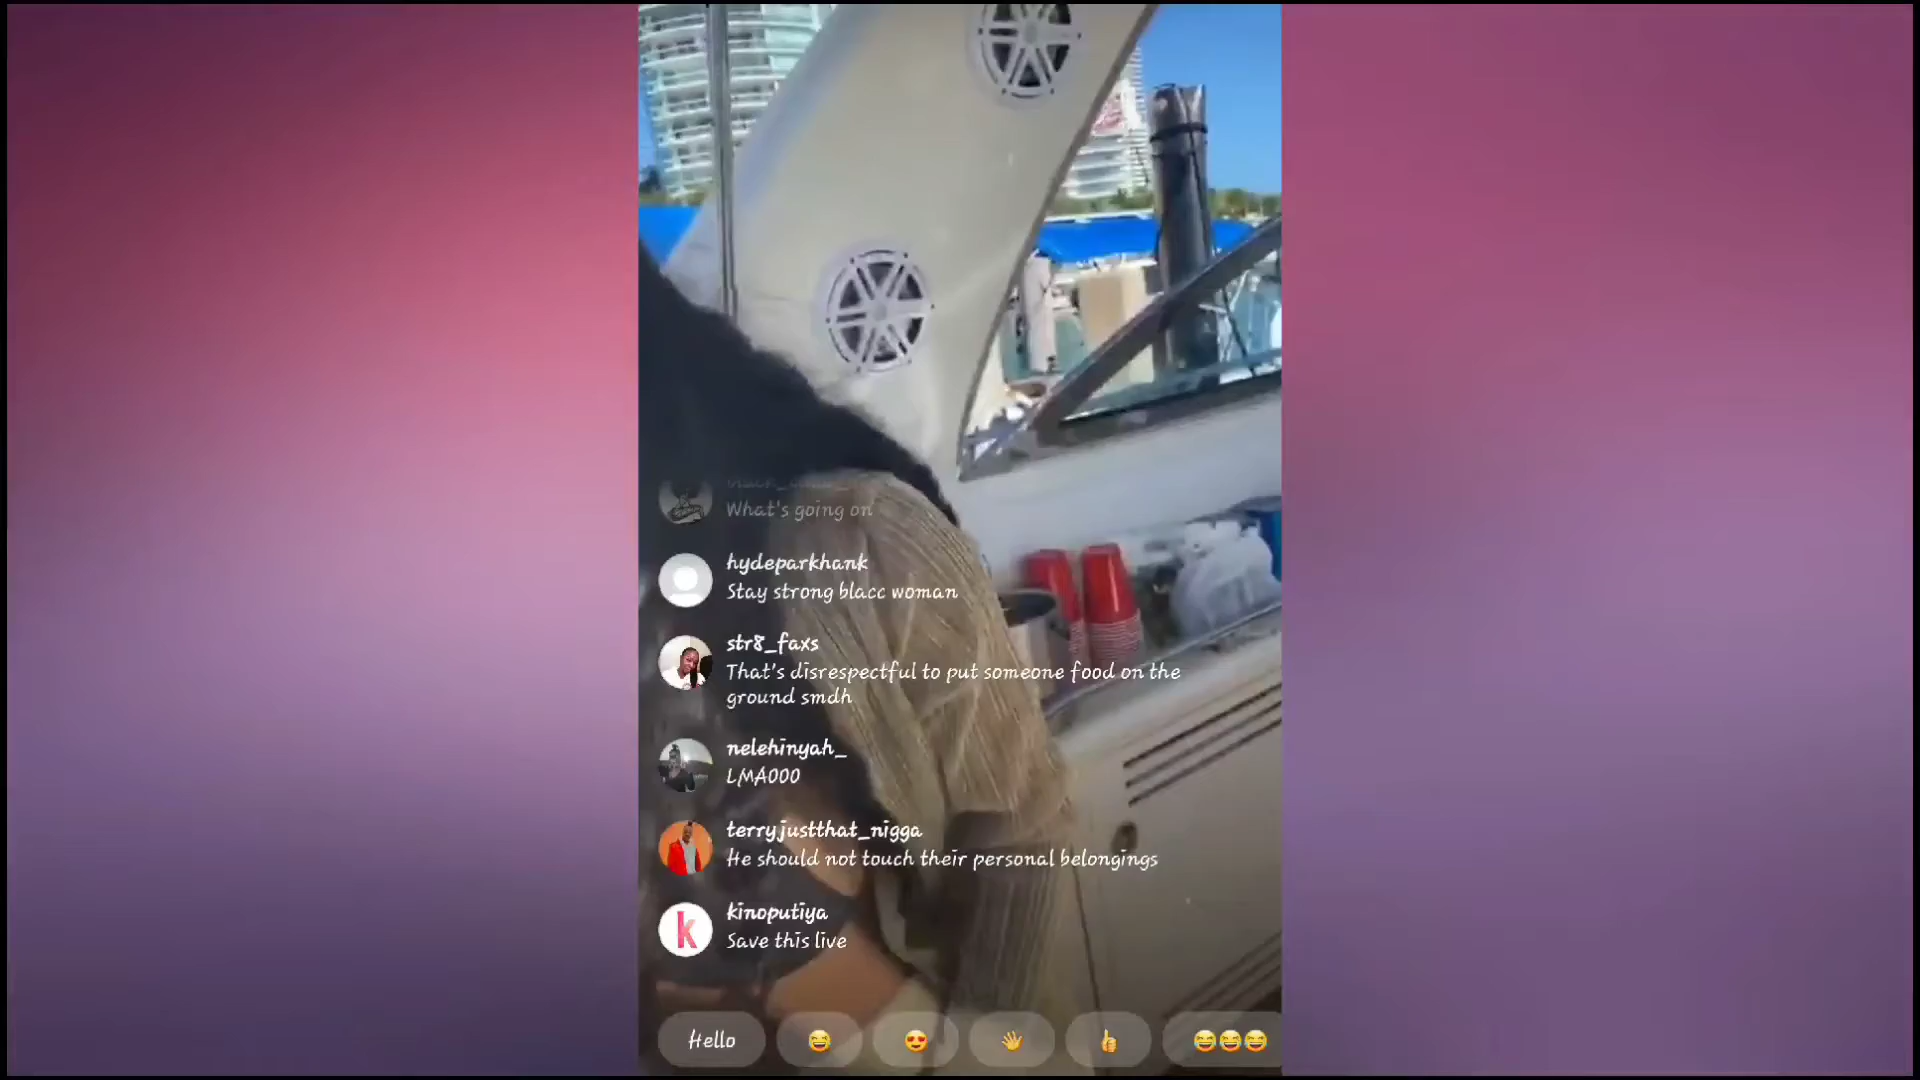 What's going on
hydeparkhank
Stay strong blacc woman
str8_faxs
That's disrespectful to put someone food on the
ground smdh
nelehinyah_
LMAOOO
terryjustthat_nigga
He should not touch their personal belongings
kinoputiya
k
Save this live
Hello